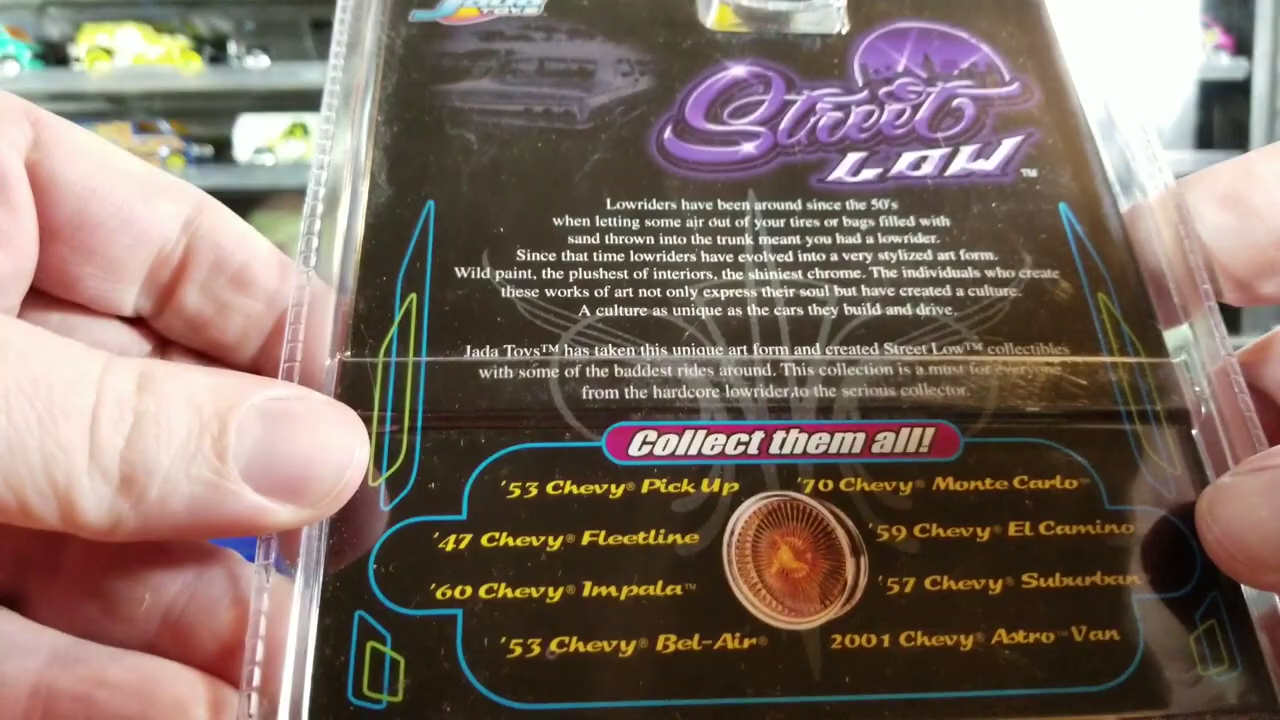 Jada
TOYS
Street
LOW™
Lowriders have been around since the 50's
when letting some air out of your tires or bags filled with
sand thrown into the trunk meant you had a lowrider.
Since that time lowriders have evolved into a very stylized art form.
Wild paint, the plushest of interiors, the shiniest chrome. The individuals who create
these works of art not only express their soul but have created a culture.
A culture as unique as the cars they build and drive.
Jada Toys™ has taken this unique art form and created Street Low™ collectibles
with some of the baddest rides around. This collection is a must for everyone
from the hardcore lowrider,to the serious collector.
Collect them all!
'53 Chevy® Pick Up
'70 Chevy® Monte Carlo™
'47 Chevy® Fleetline
'59 Chevy® El Camino
'60 Chevy® Impala™
'57 Chevy® Suburban
'53 Chevy® Bel-Air®
2001 Chevy® Astro™ Van